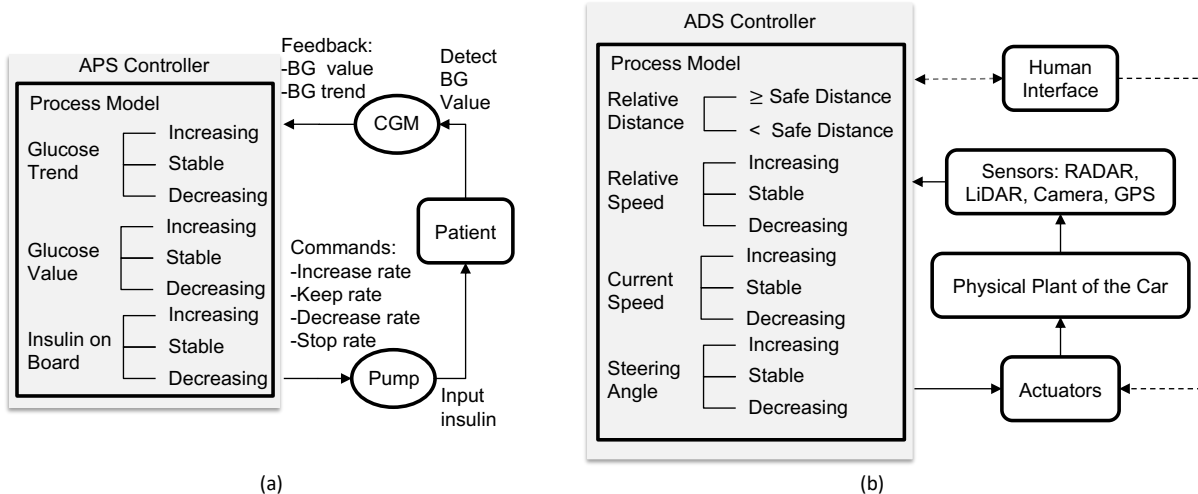 APS Controller
Process Model
Glucose
Trend
Increasing
Stable
Decreasing
Glucose
Value
Increasing
Stable
Decreasing
Insulin on
Board
Increasing
Stable
Decreasing
Feedback:
-BG value
-BG trend
Detect
BG
Value
CGM
Patient
Commands:
-Increase rate
-Keep rate
-Decrease rate
-Stop rate
Pump
Input
insulin
(a)
ADS Controller
Process Model
Relative
Distance
≥ Safe Distance
< Safe Distance
Relative
Speed
Increasing
Stable
Decreasing
Current
Speed
Increasing
Stable
Decreasing
Steering
Angle
Increasing
Stable
Decreasing
Human
Interface
Sensors: RADAR,
LiDAR, Camera, GPS
Physical Plant of the Car
Actuators
(b)